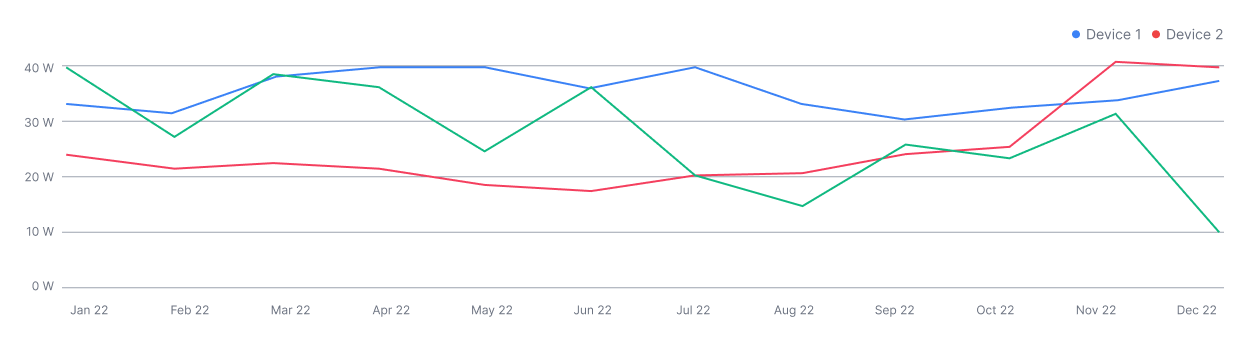 Device 1 Device 2
40 W
30 W
20 W
10 W
0 W
Jan 22 Feb 22 Mar 22 Apr 22 May 22 Jun 22 Jul 22 Aug 22 Sep 22 Oct 22 Nov 22 Dec 22